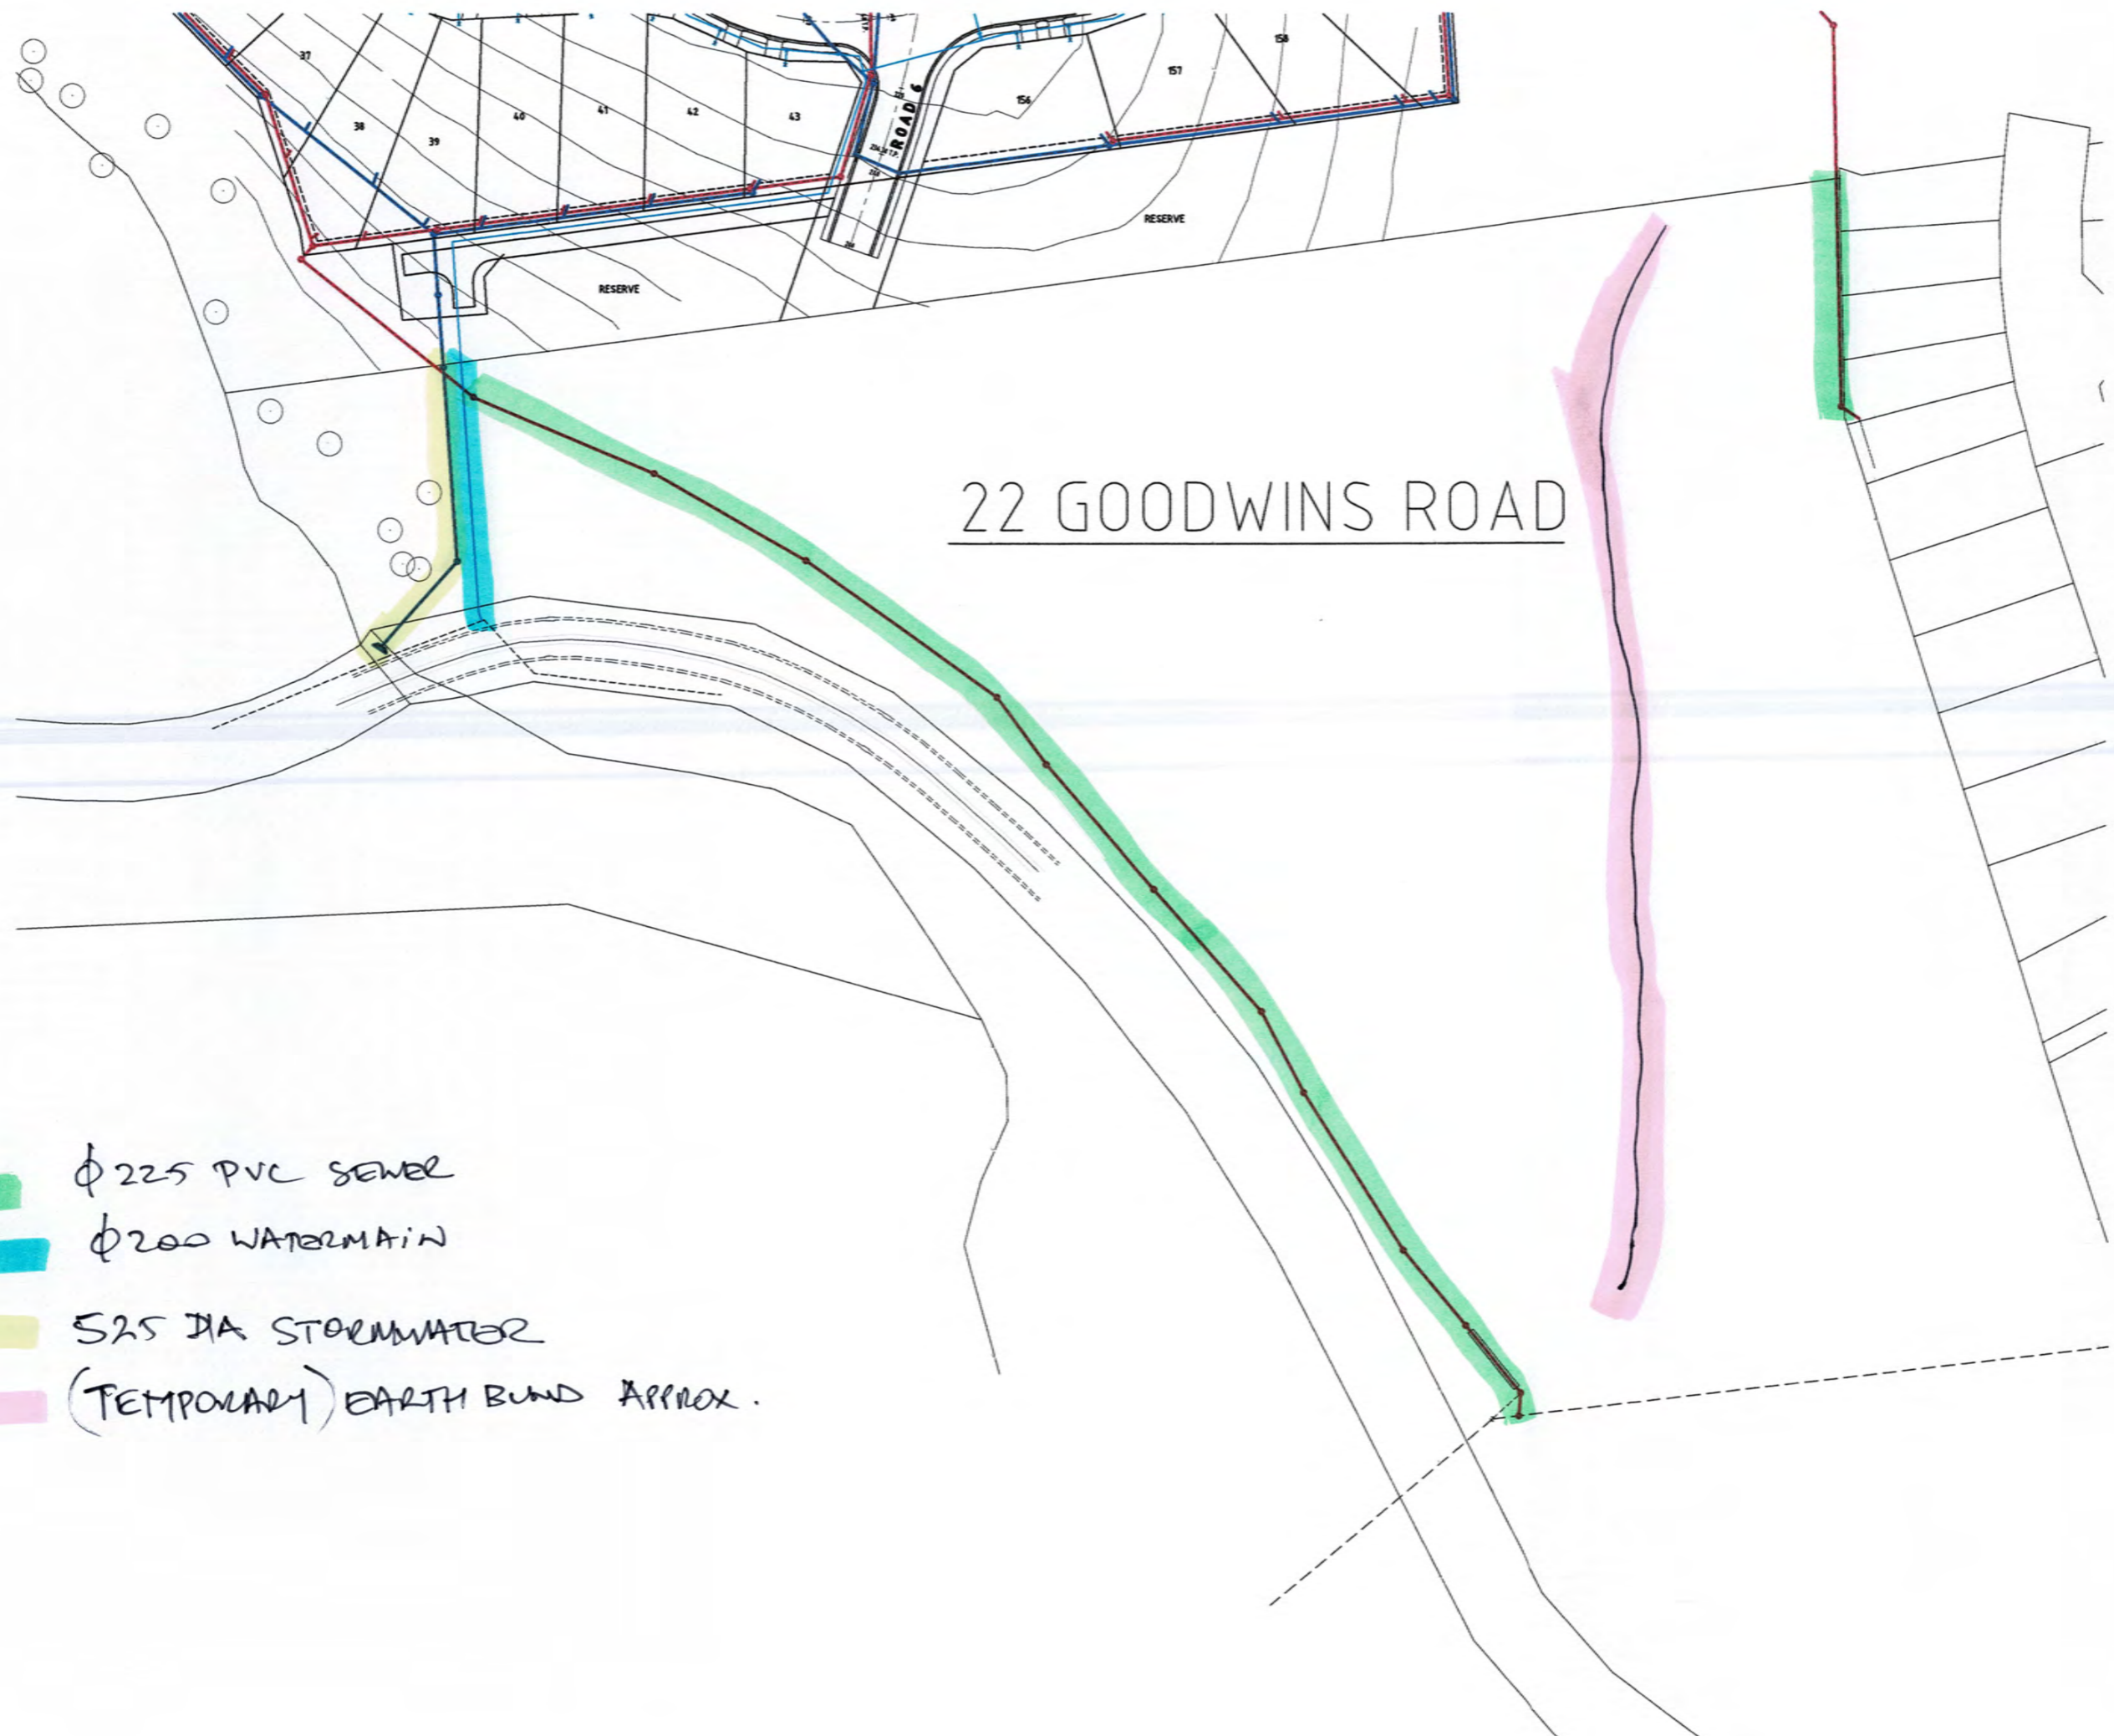 37
38
39
40
41
42
43
ROAD 6
156
157
158
RESERVE
RESERVE
22 GOODWINS ROAD
φ225 PVC SEWER
φ200 WATERMAIN
525 DIA STORMWATER
(TEMPORARY) EARTH BUND APPROX.